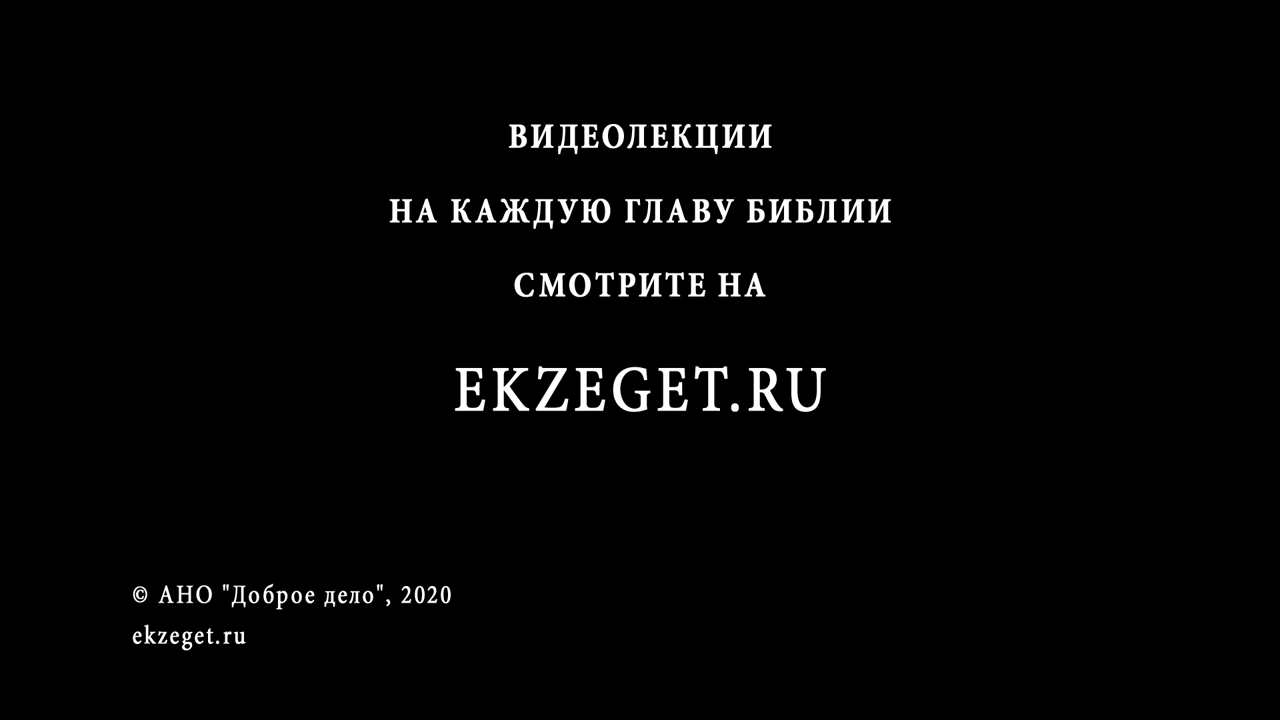 ВИДЕОЛЕКЦИИ
НА КАЖДУЮ ГЛАВУ БИБЛИИ
СМОТРИТЕ НА
EKZEGET.RU
© АНО "Доброе дело", 2020
ekzeget.ru